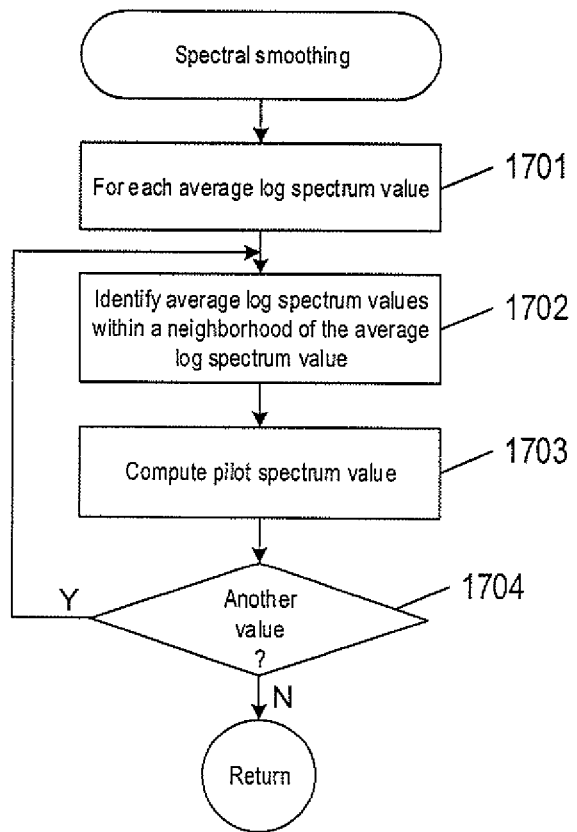 Spectral smoothing
1701
For each average log spectrum value
Identify average log spectrum values
within a neighborhood of the average
log spectrum value
1702
Compute pilot spectrum value
1703
1704
Another
value
?
Y
N
Return